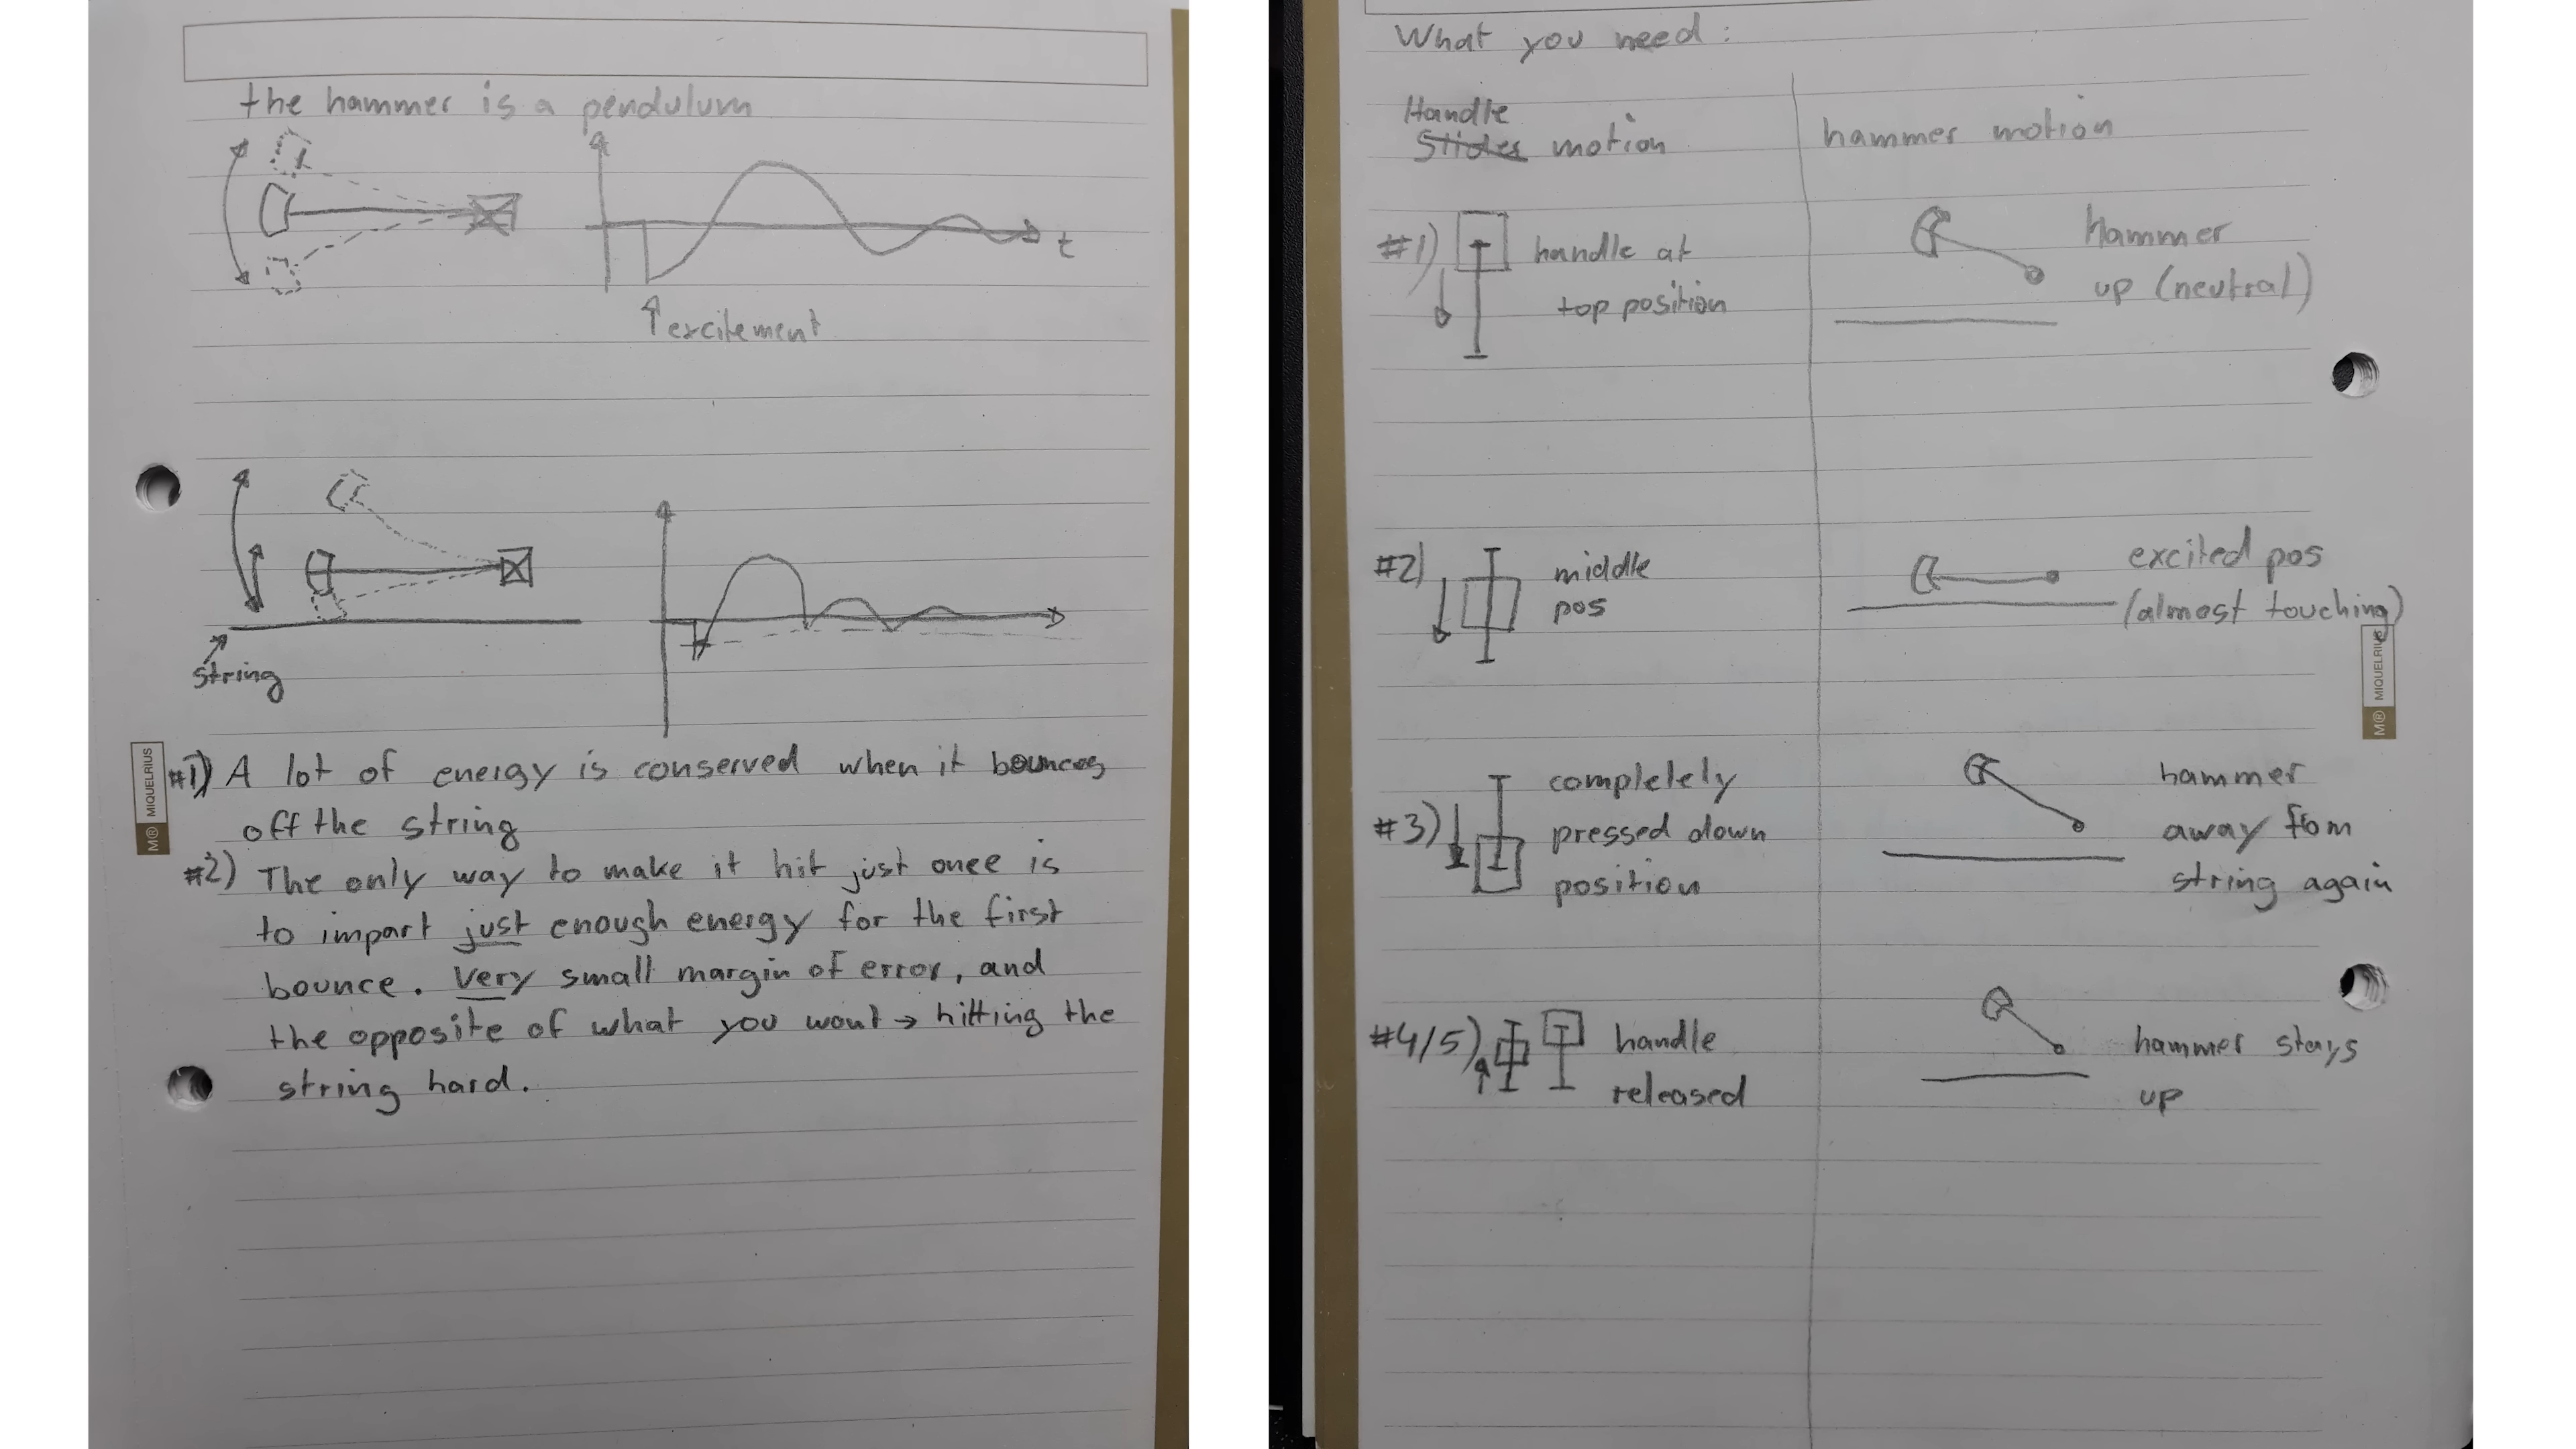 the hammer is a pendulum
t
excitement
string
#1) A lot of energy is conserved when it bounces
off the string
#2) The only way to make it hit just once is
to impart just enough energy for the first
bounce. Very small margin of error, and
the opposite of what you want → hitting the
string hard.
M® MIQUELRIUS
What you need:
Handle
Slides motion
hammer motion
#1) handle at
top position
hammer
up (neutral)
#2) middle
pos
excited pos
(almost touching)
#3) completely
pressed down
position
hammer
away from
string again
#4/5) handle
released
hammer stays
up
M® MIQUELRIUS